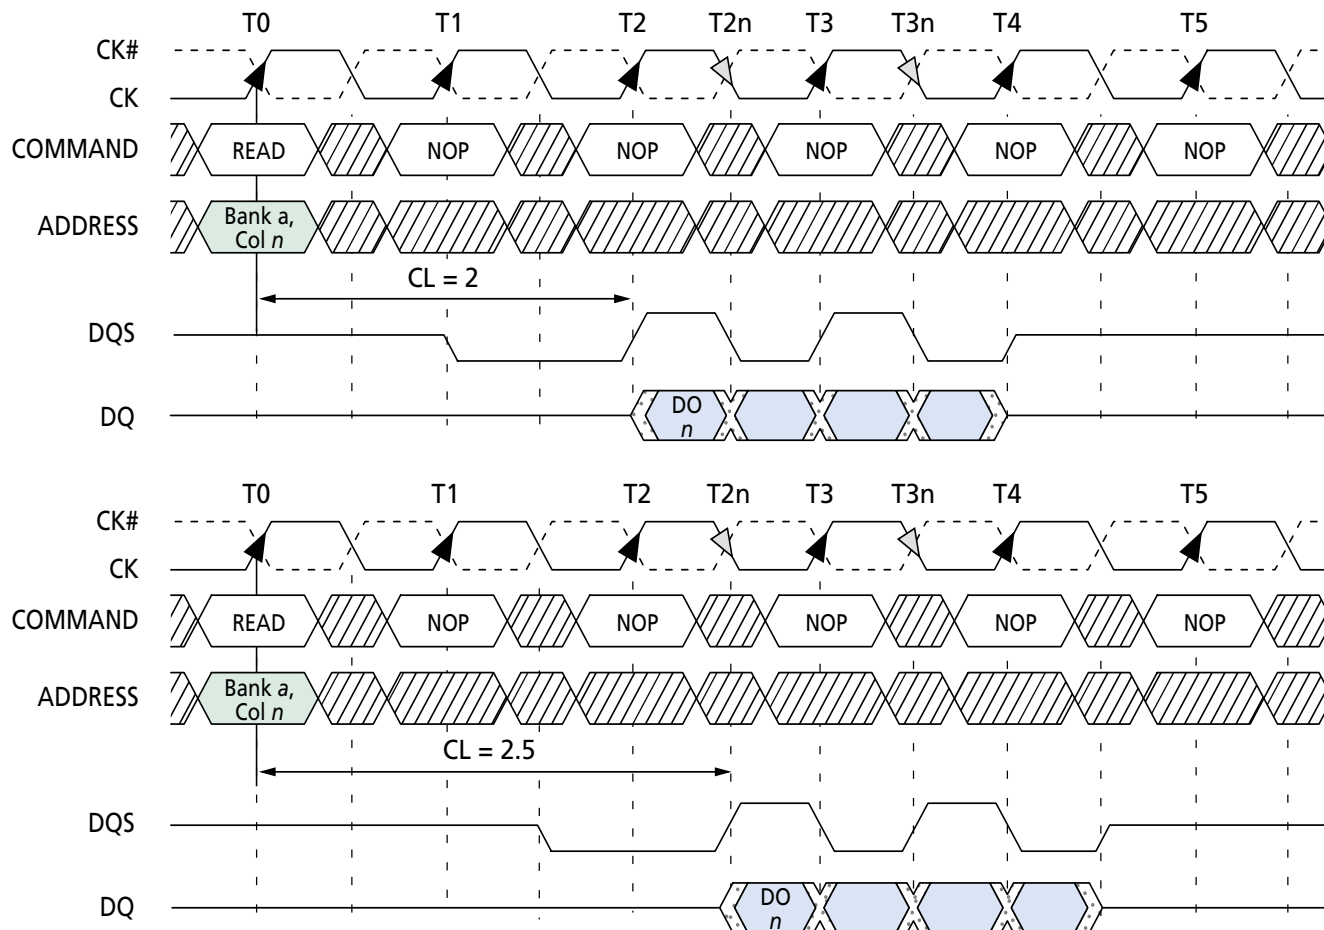 T0 T1 T2 T2n T3 T3n T4 T5
CK#
CK
COMMAND READ NOP NOP NOP NOP NOP
ADDRESS Bank a,
Col n
CL = 2
DQS
DQ DO
n
T0 T1 T2 T2n T3 T3n T4 T5
CK#
CK
COMMAND READ NOP NOP NOP NOP NOP
ADDRESS Bank a,
Col n
CL = 2.5
DQS
DQ DO
n